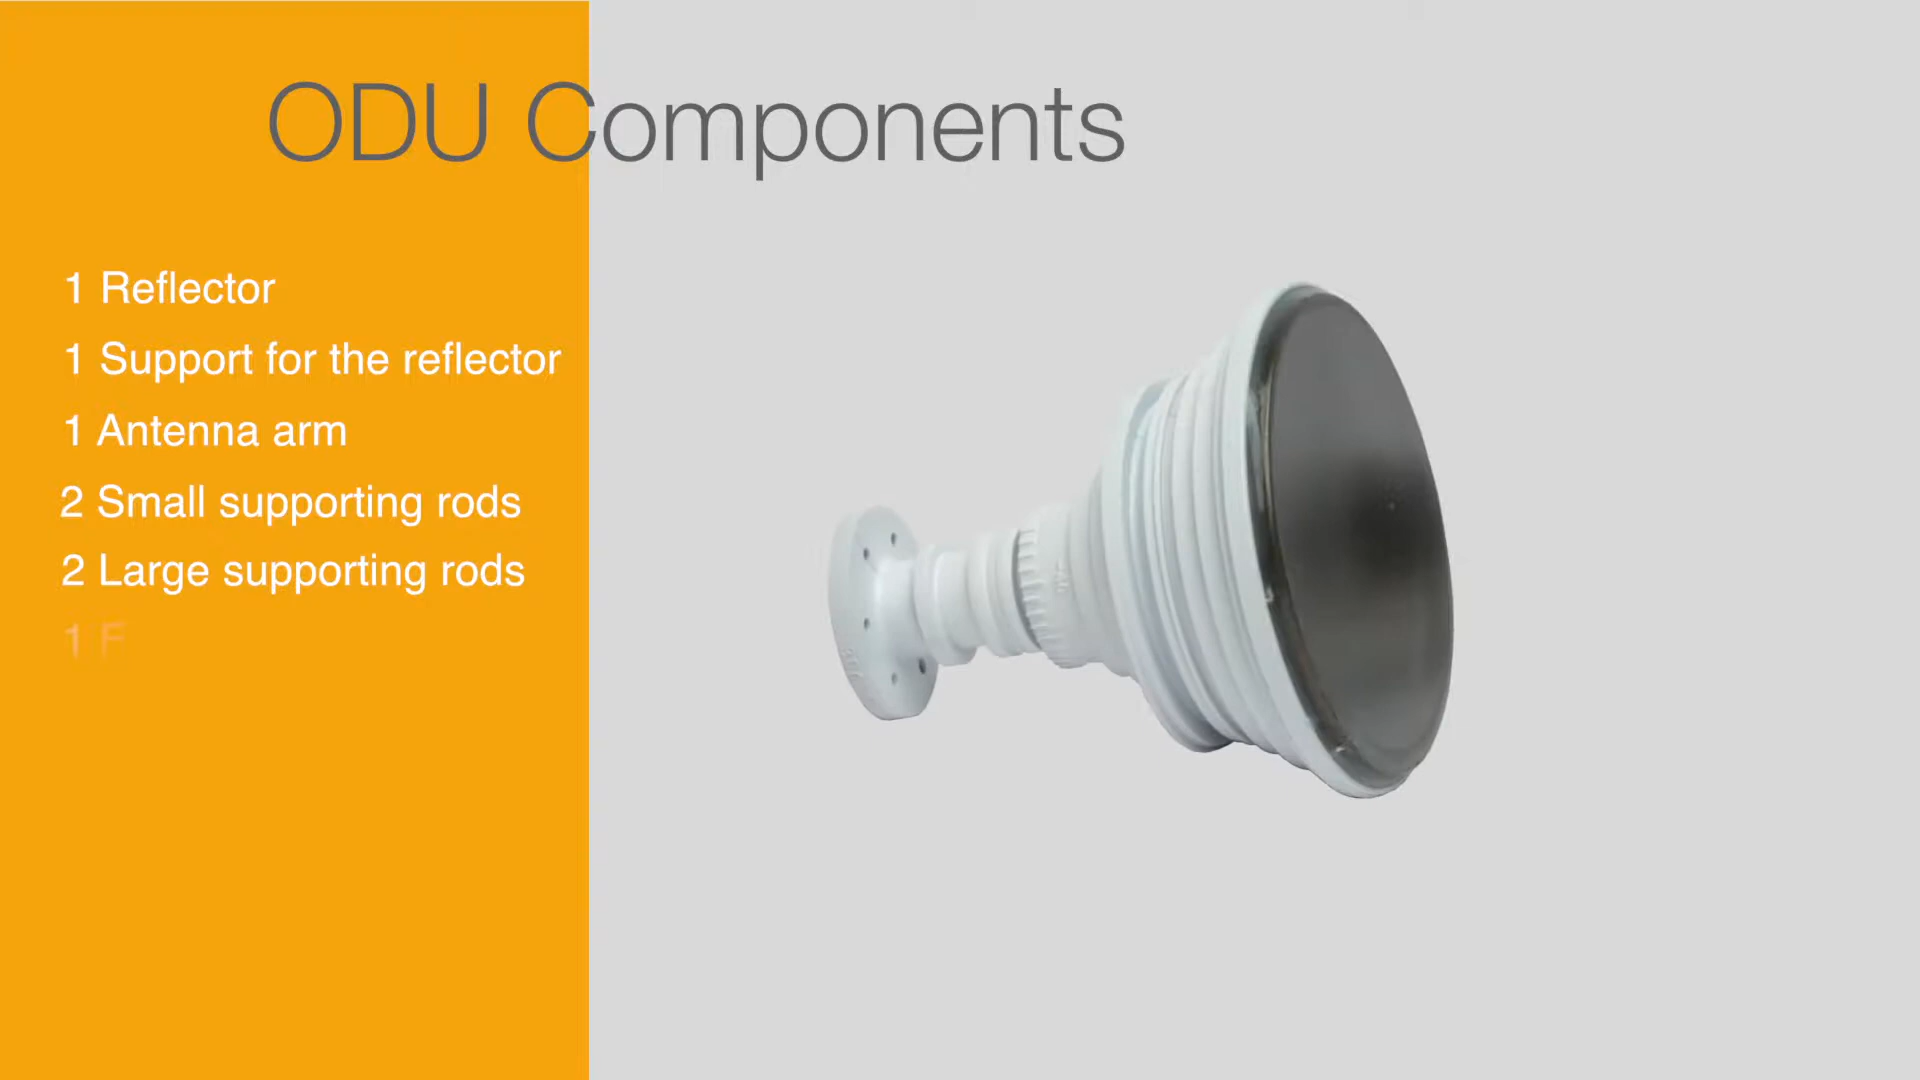 ODU Components
1 Reflector
1 Support for the reflector
1 Antenna arm
2 Small supporting rods
2 Large supporting rods
1 F